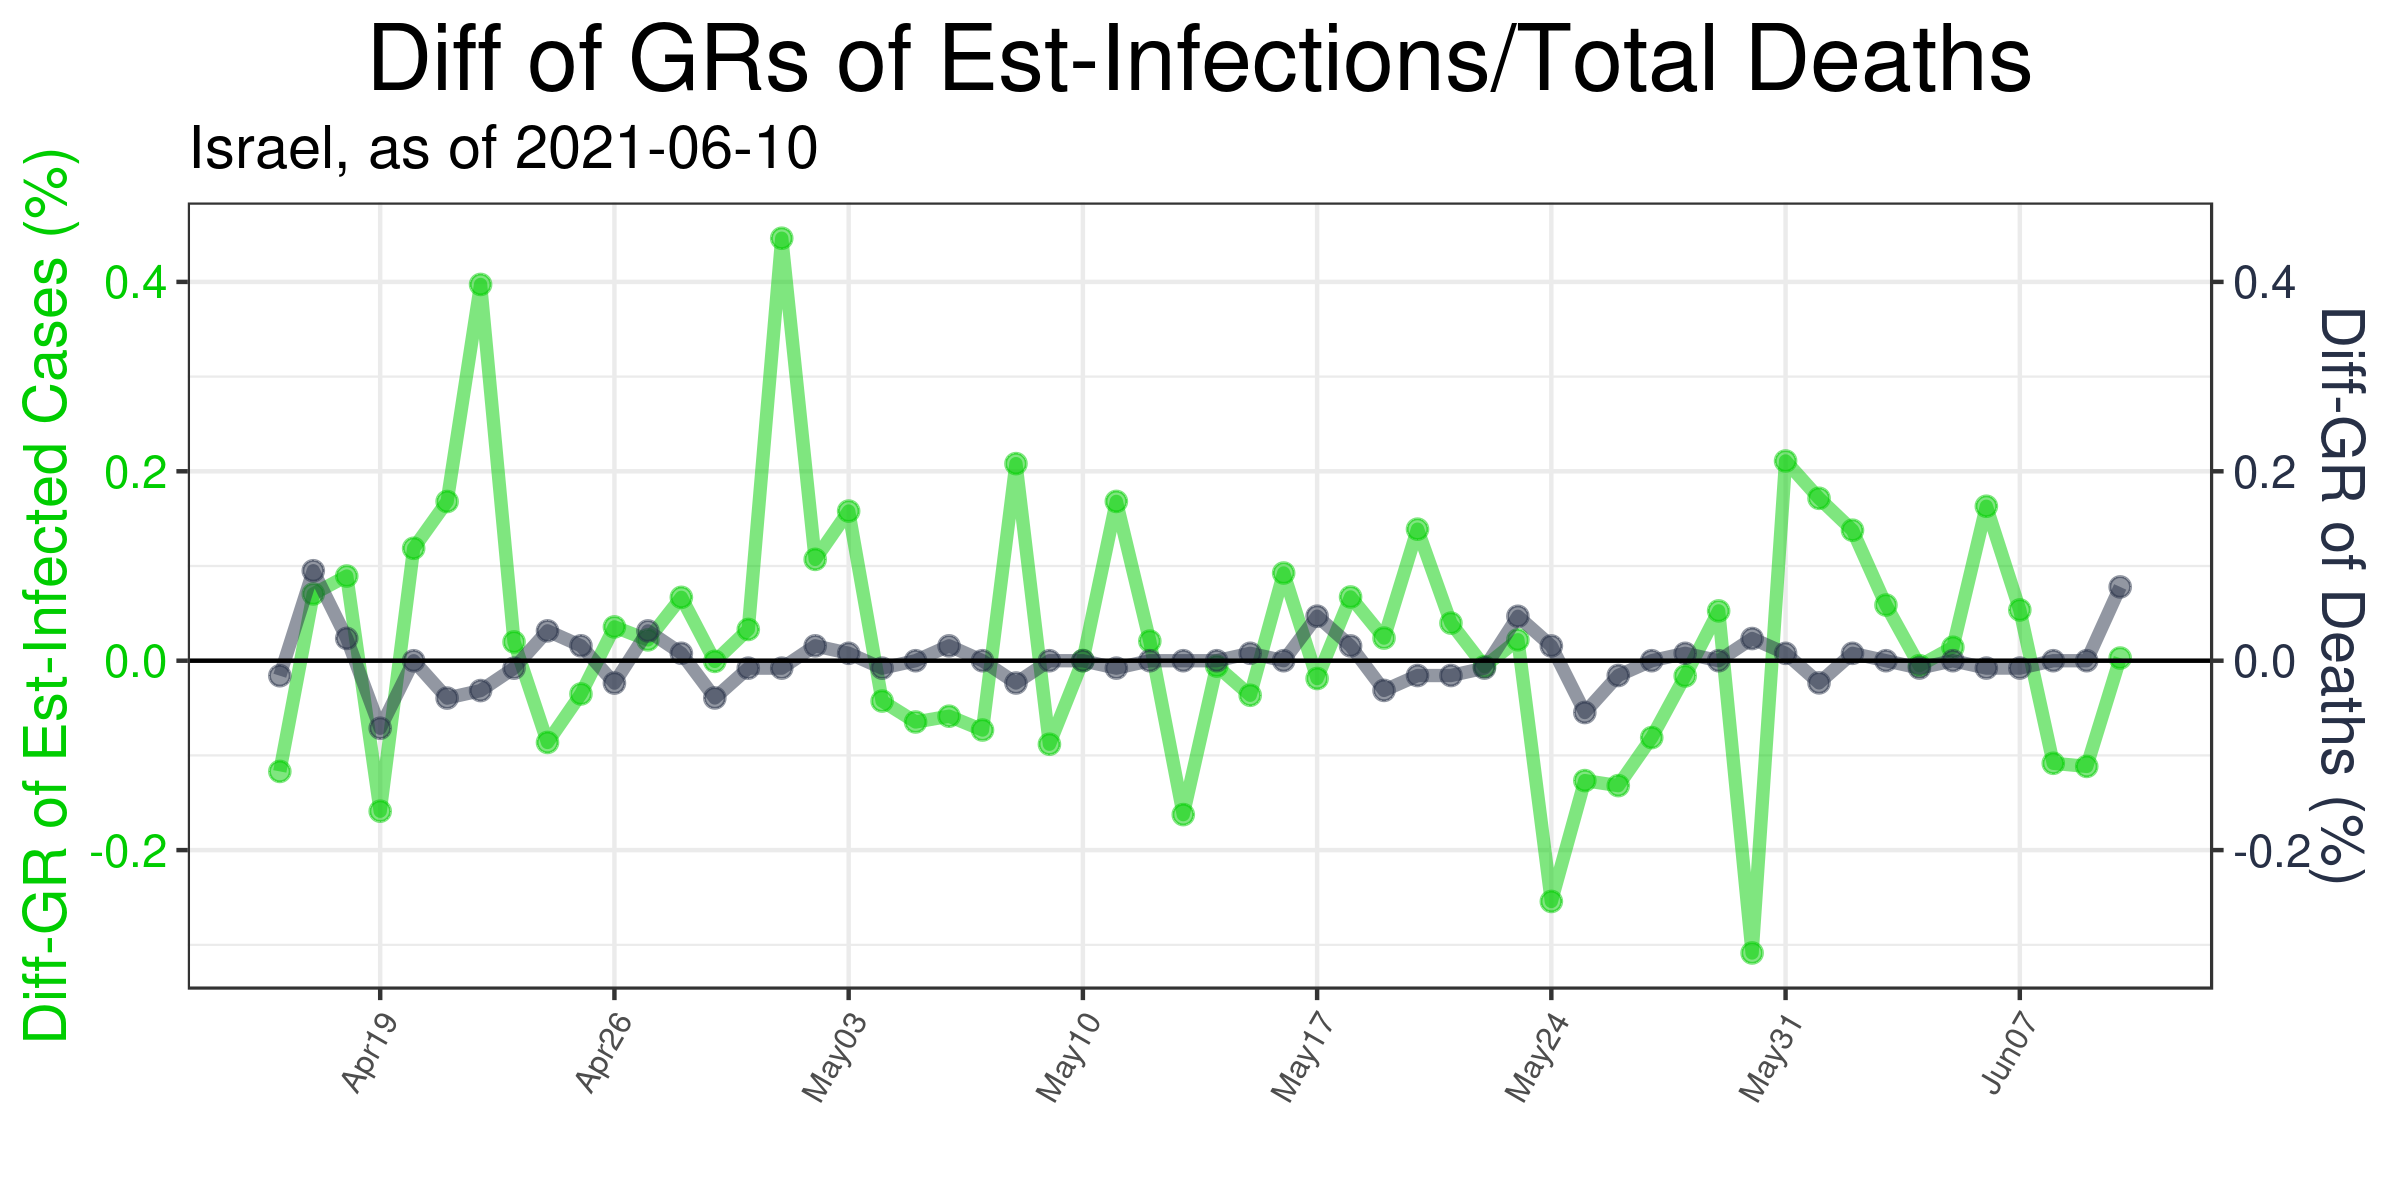 Diff of GRs of Est-Infections/Total Deaths
Israel, as of 2021-06-10
Diff-GR of Est-Infected Cases (%)
0.4
0.2
0.0
-0.2
0.4
0.2
0.0
-0.2
Diff-GR of Deaths (%)
Apr19
Apr26
May03
May10
May17
May24
May31
Jun07